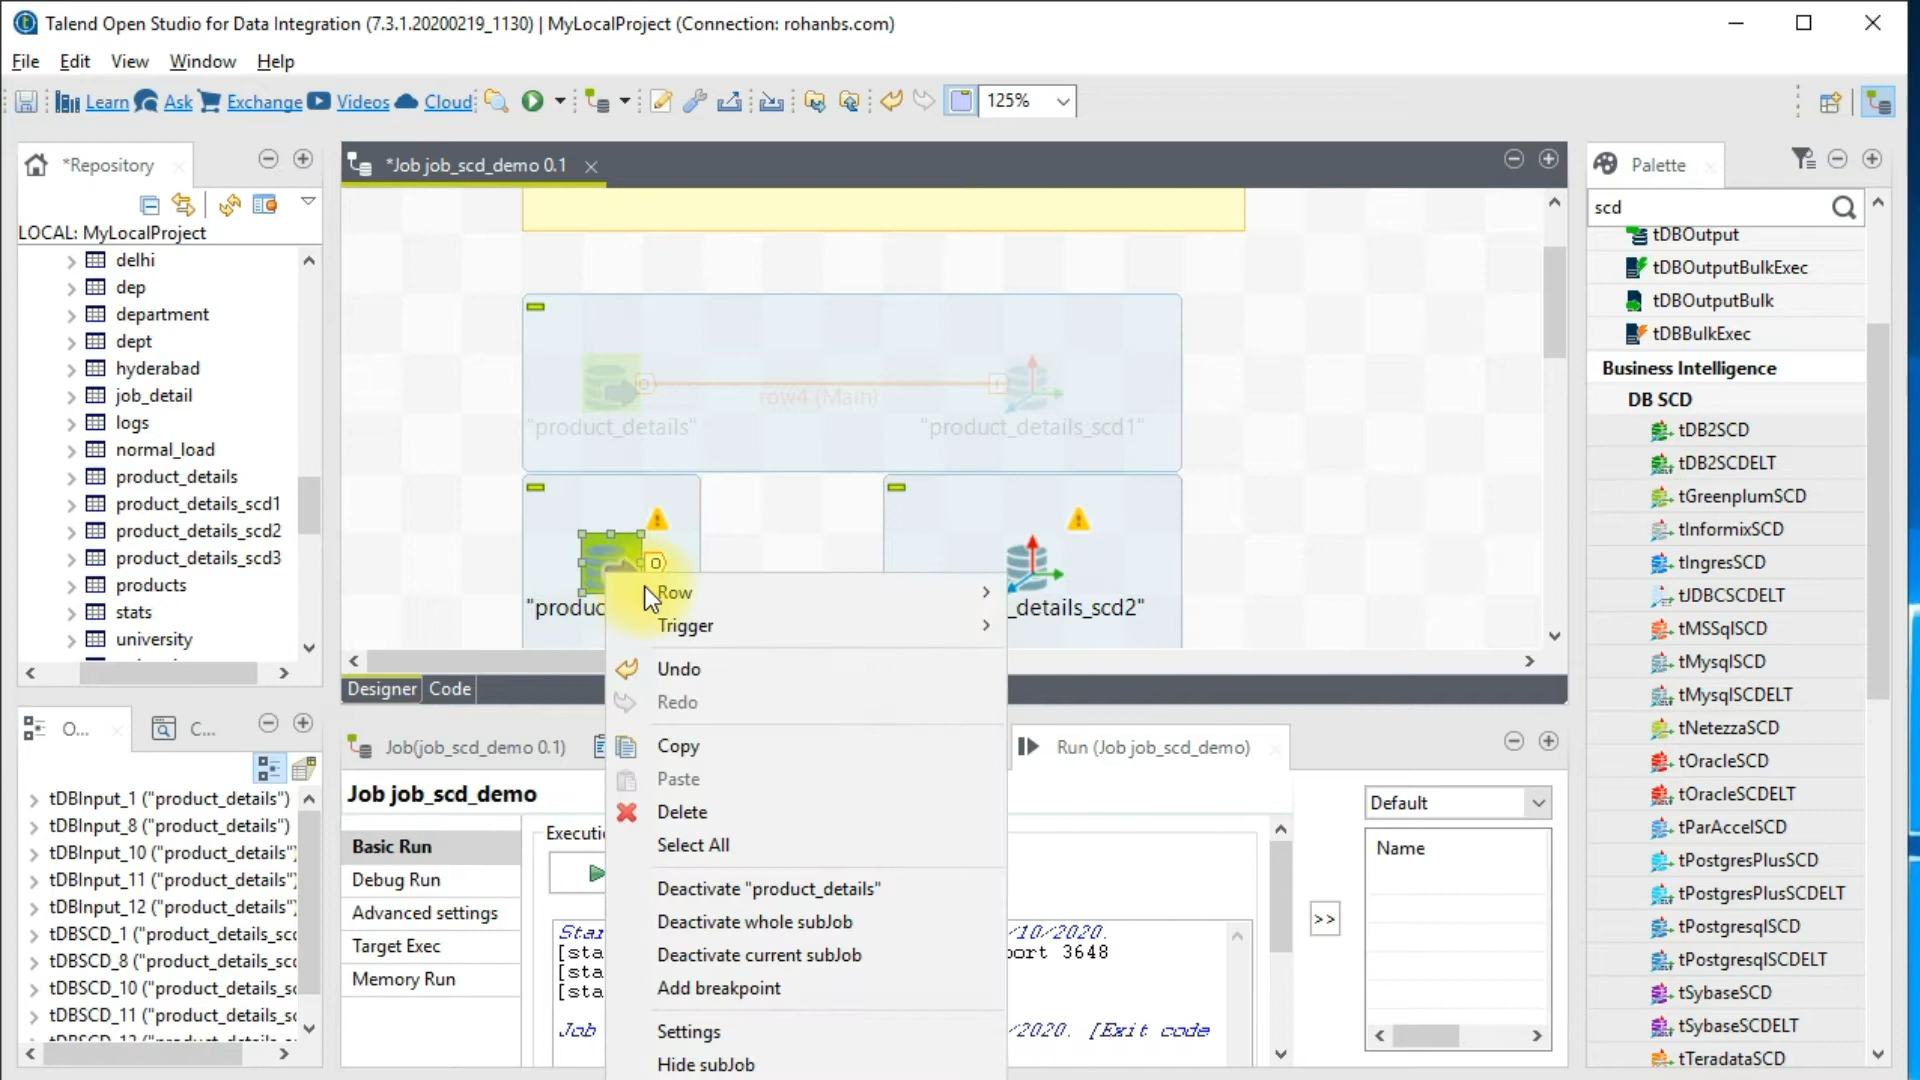 Talend Open Studio for Data Integration (7.3.1.20200219_1130) | MyLocalProject (Connection: rohanbs.com)
File Edit View Window Help
Learn Ask Exchange Videos Cloud 125%
*Repository
LOCAL: MyLocalProject
delhi
dep
department
dept
hyderabad
job_detail
logs
normal_load
product_details
product_details_scd1
product_details_scd2
product_details_scd3
products
stats
university
*Job job_scd_demo 0.1
row4 (Main)
"product_details"
"product_details_scd1"
"produc
_details_scd2"
Designer Code
Row
Trigger
Undo
Redo
Copy
Paste
Delete
Select All
Deactivate "product_details"
Deactivate whole subJob
Deactivate current subJob
Add breakpoint
Settings
Hide subJob
Palette
scd
tDBOutput
tDBOutputBulkExec
tDBOutputBulk
tDBBulkExec
Business Intelligence
DB SCD
tDB2SCD
tDB2SCDELT
tGreenplumSCD
tInformixSCD
tIngresSCD
tJDBCSCDELT
tMSSqlSCD
tMysqlSCD
tMysqlSCDELT
tNetezzaSCD
tOracleSCD
tOracleSCDELT
tParAccelSCD
tPostgresPlusSCD
tPostgresPlusSCDELT
tPostgresqlSCD
tPostgresqlSCDELT
tSybaseSCD
tSybaseSCDELT
tTeradataSCD
O...
C...
tDBInput_1 ("product_details")
tDBInput_8 ("product_details")
tDBInput_10 ("product_details"
tDBInput_11 ("product_details"
tDBInput_12 ("product_details"
tDBSCD_1 ("product_details_scd
tDBSCD_8 ("product_details_scd
tDBSCD_10 ("product_details_s
tDBSCD_11 ("product_details_s
Job(job_scd_demo 0.1)
Run (Job job_scd_demo)
Job job_scd_demo
Basic Run
Debug Run
Advanced settings
Target Exec
Memory Run
Executi
Star
/10/2020.
[sta
ort 3648
[sta
[sta
Job
/2020. [Exit code
>>
Default
Name